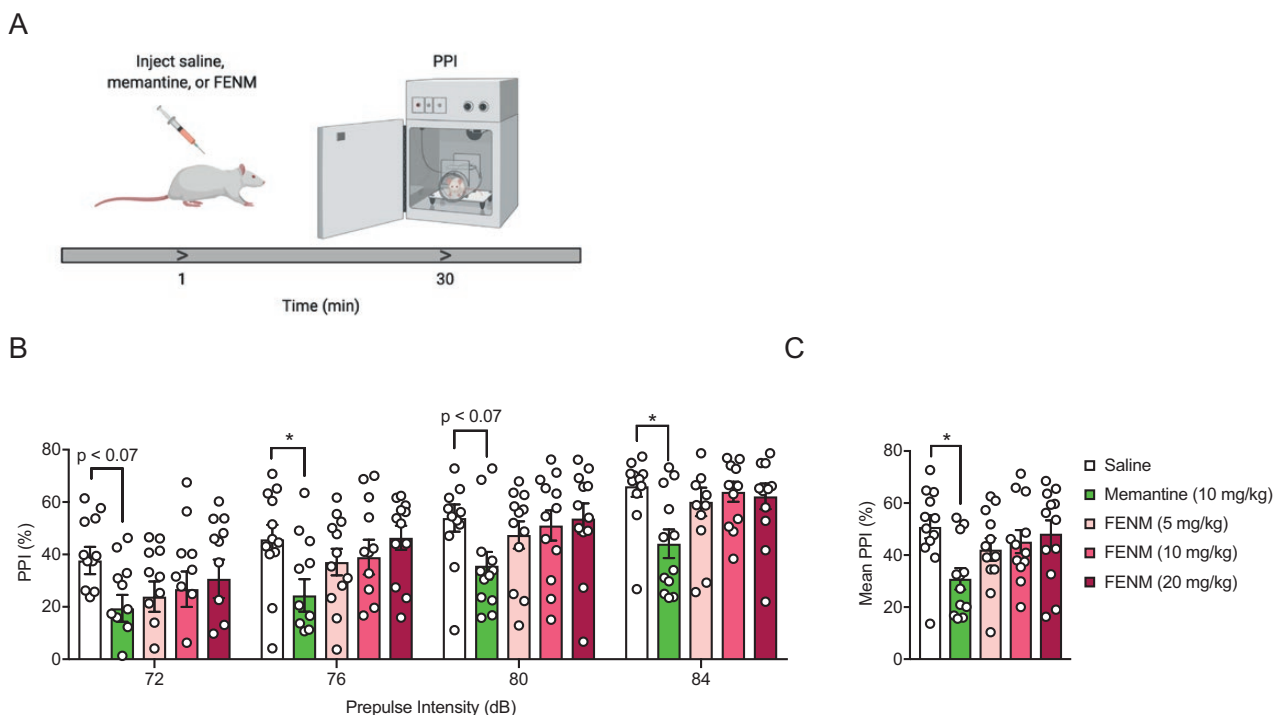 A
Inject saline,
memantine, or FENM
PPI
> >
1 30
Time (min)
B
PPI (%)
80
60
40
20
0
p < 0.07
*
p < 0.07
*
72 76 80 84
Prepulse Intensity (dB)
C
Mean PPI (%)
80
60
40
20
0
*
Saline
Memantine (10 mg/kg)
FENM (5 mg/kg)
FENM (10 mg/kg)
FENM (20 mg/kg)